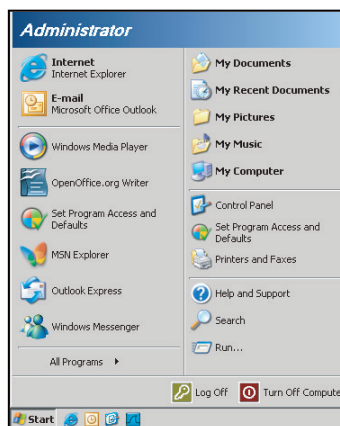 Administrator
Internet
Internet Explorer
E-mail
Microsoft Office Outlook
Windows Media Player
OpenOffice.org Writer
Set Program Access and
Defaults
MSN Explorer
Outlook Express
Windows Messenger
All Programs
My Documents
My Recent Documents
My Pictures
My Music
My Computer
Control Panel
Set Program Access and
Defaults
Printers and Faxes
Help and Support
Search
Run...
Log Off
Turn Off Compute
Start